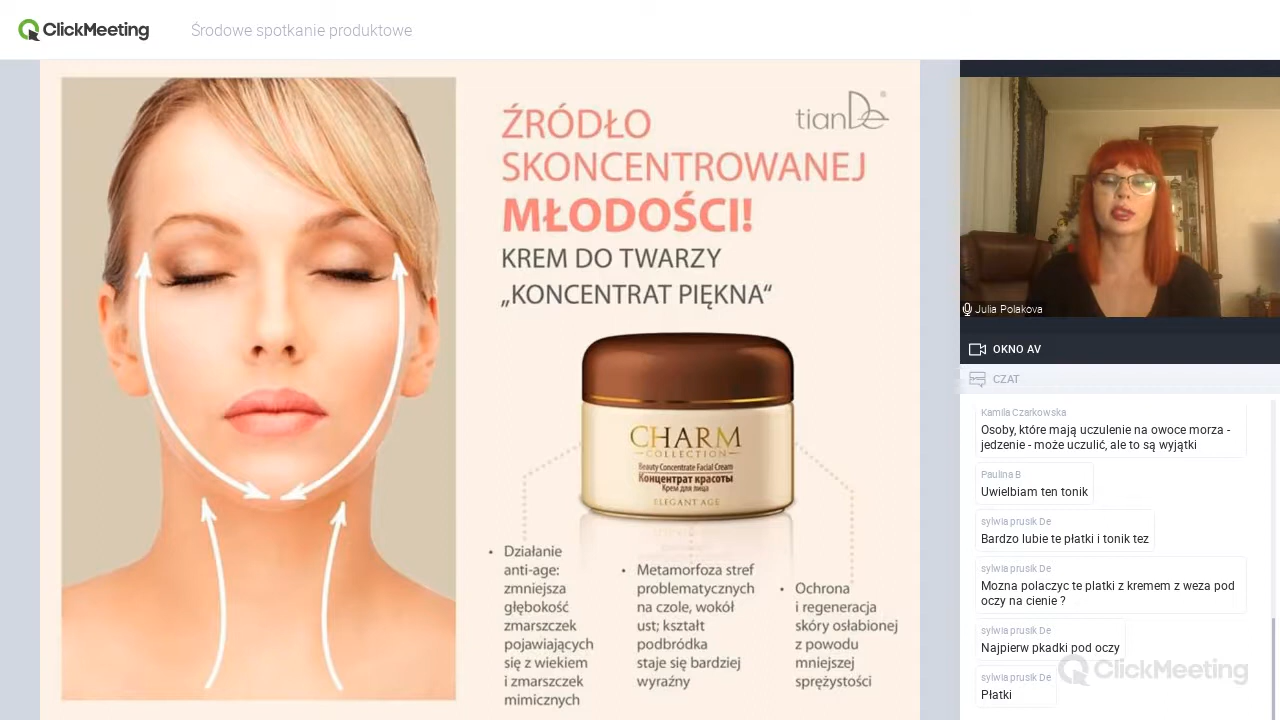 ClickMeeting
Środowe spotkanie produktowe
tianDe®
ŹRÓDŁO
SKONCENTROWANEJ
MŁODOŚCI!
KREM DO TWARZY
„KONCENTRAT PIĘKNA“
CHARM
COLLECTION
Beauty Concentrate Facial Cream
Концентрат красоты
Крем для лица
ELEGANT AGE
• Działanie
anti-age:
zmniejsza
głębokość
zmarszczek
pojawiających
się z wiekiem
i zmarszczek
mimicznych
• Metamorfoza stref
problematycznych
na czole, wokół
ust; kształt
podbródka
staje się bardziej
wyraźny
• Ochrona
i regeneracja
skóry osłabionej
z powodu
mniejszej
sprężystości
Julia Polakova
OKNO AV
CZAT
Kamila Czarkowska
Osoby, które mają uczulenie na owoce morza -
jedzenie - może uczulić, ale to są wyjątki
Paulina B
Uwielbiam ten tonik
sylwia prusik De
Bardzo lubie te płatki i tonik tez
sylwia prusik De
Mozna polaczyc te platki z kremem z weza pod
oczy na cienie ?
sylwia prusik De
Najpierw pkadki pod oczy
sylwia prusik De
Płatki
ClickMeeting